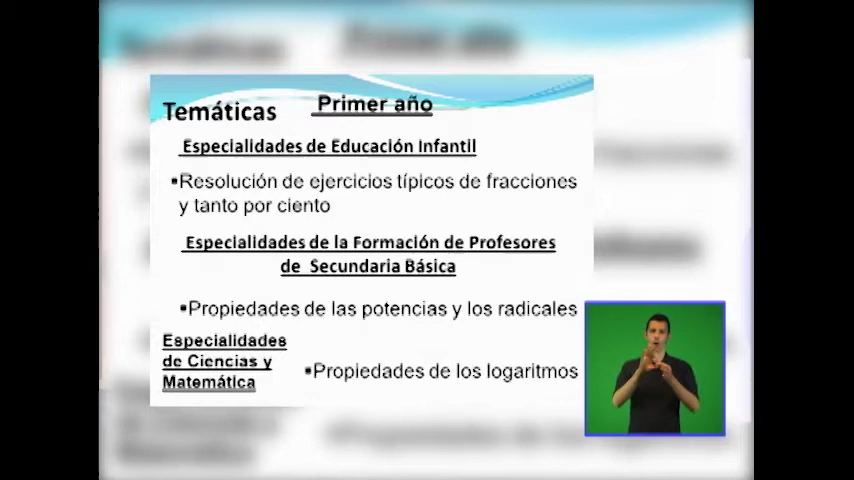 Temáticas Primer año
Especialidades de Educación Infantil
▪Resolución de ejercicios típicos de fracciones
y tanto por ciento
Especialidades de la Formación de Profesores
de Secundaria Básica
▪Propiedades de las potencias y los radicales
Especialidades
de Ciencias y
Matemática
▪Propiedades de los logaritmos